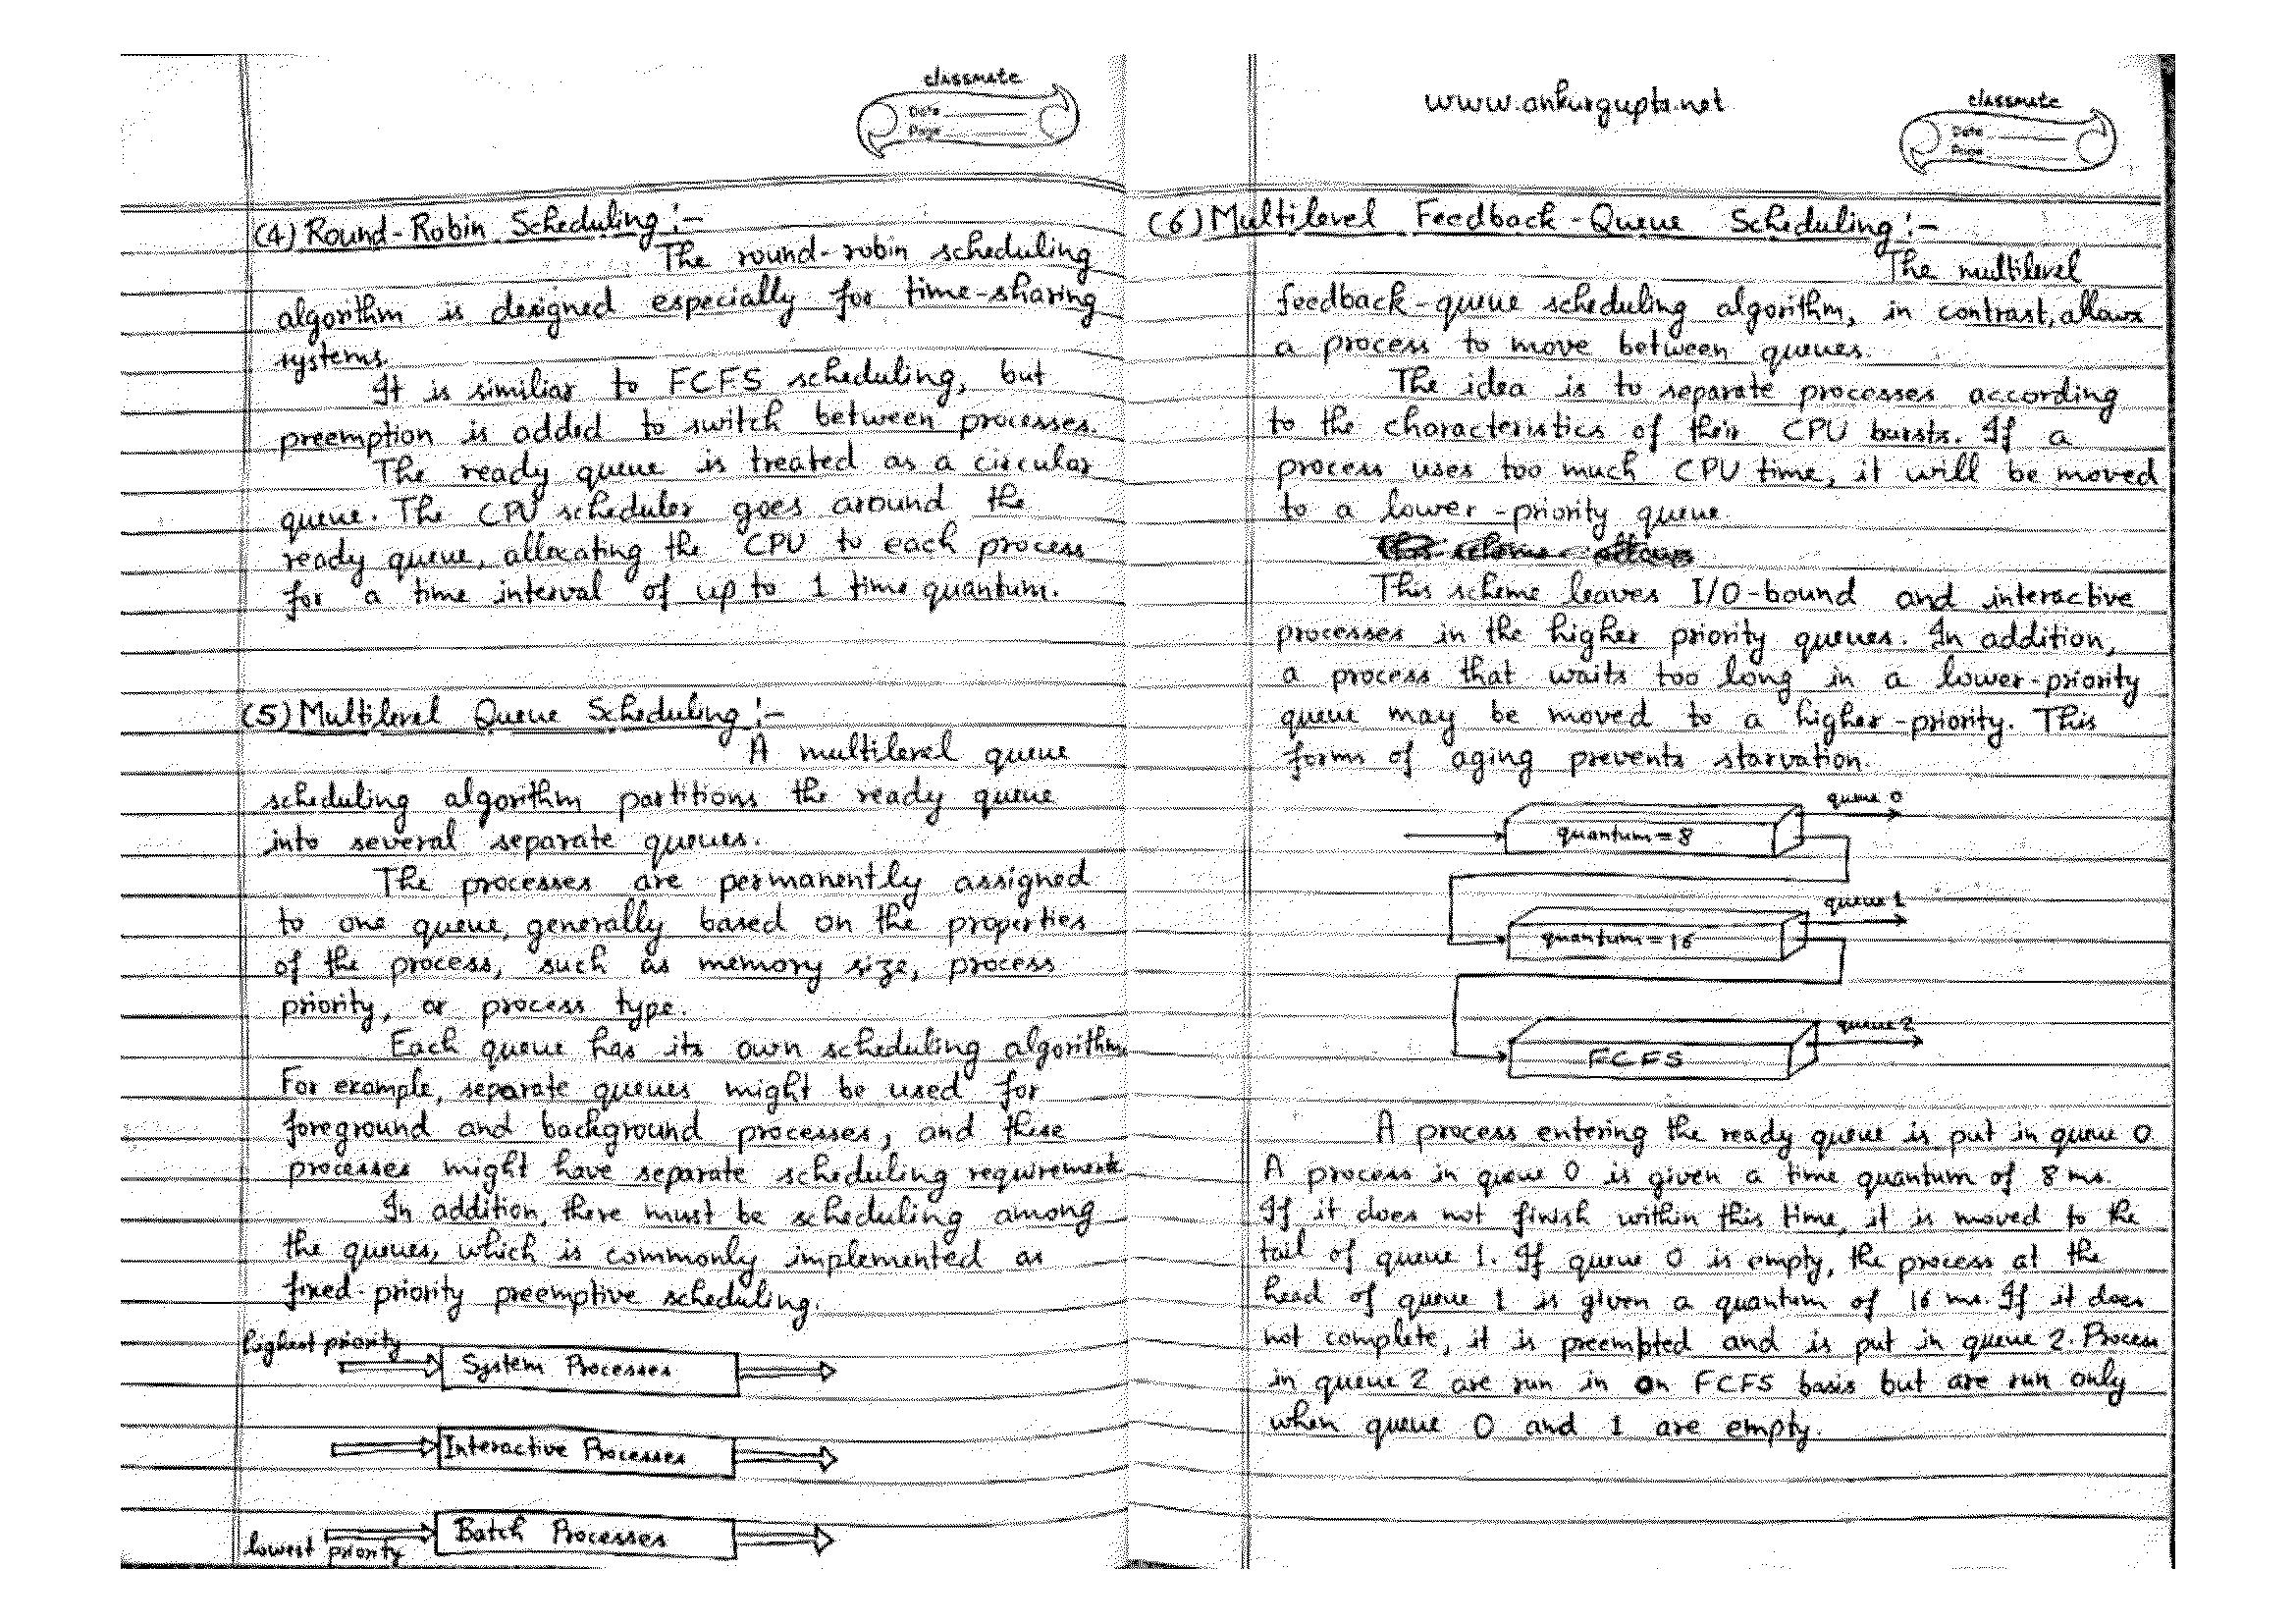 classmate
Date
Page
(4) Round-Robin Scheduling :-
The round-robin scheduling
algorithm is designed especially for time-sharing
systems.
It is similiar to FCFS scheduling, but
preemption is added to switch between processes.
The ready queue is treated as a circular
queue. The CPU scheduler goes around the
ready queue, allocating the CPU to each process
for a time interval of up to 1 time quantum.
(5) Multilevel Queue Scheduling :-
A multilevel queue
scheduling algorithm partitions the ready queue
into several separate queues.
The processes are permanently assigned
to one queue, generally based on the properties
of the process, such as memory size, process
priority, or process type.
Each queue has its own scheduling algorithm.
For example, separate queues might be used for
foreground and background processes, and these
processes might have separate scheduling requirements
In addition, there must be scheduling among
the queues, which is commonly implemented as
fixed-priority preemptive scheduling.
highest priority
System Processes
Interactive Processes
Batch Processes
lowest priority
www.ankurgupta.net
classmate
Date
Page
(6) Multilevel Feedback-Queue Scheduling :-
The multilevel
feedback-queue scheduling algorithm, in contrast, allows
a process to move between queues.
The idea is to separate processes according
to the characteristics of their CPU bursts. If a
process uses too much CPU time, it will be moved
to a lower-priority queue.
This scheme leaves I/O-bound and interactive
processes in the higher priority queues. In addition,
a process that waits too long in a lower-priority
queue may be moved to a higher-priority. This
forms of aging prevents starvation.
queue 0
quantum = 8
queue 1
quantum = 16
queue 2
FCFS
A process entering the ready queue is put in queue 0
A process in queue 0 is given a time quantum of 8 ms.
If it does not finish within this time, it is moved to the
tail of queue 1. If queue 0 is empty, the process at the
head of queue 1 is given a quantum of 16 ms. If it does
not complete, it is preempted and is put in queue 2. Process
in queue 2 are run in on FCFS basis but are run only
when queue 0 and 1 are empty.